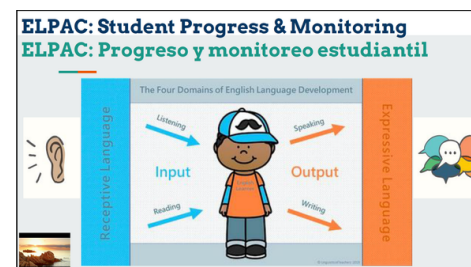 ELPAC: Student Progress & Monitoring
ELPAC: Progreso y monitoreo estudiantil
The Four Domains of English Language Development
Receptive Language
Listening
Input
Reading
Speaking
Output
Writing
Expressive Language